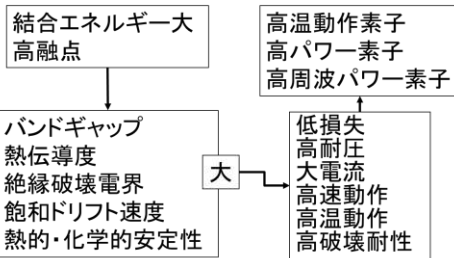 結合エネルギー大
高融点
バンドギャップ
熱伝導度
絶縁破壊電界
飽和ドリフト速度
熱的・化学的安定性
大
低損失
高耐圧
大電流
高速動作
高温動作
高破壊耐性
高温動作素子
高パワー素子
高周波パワー素子